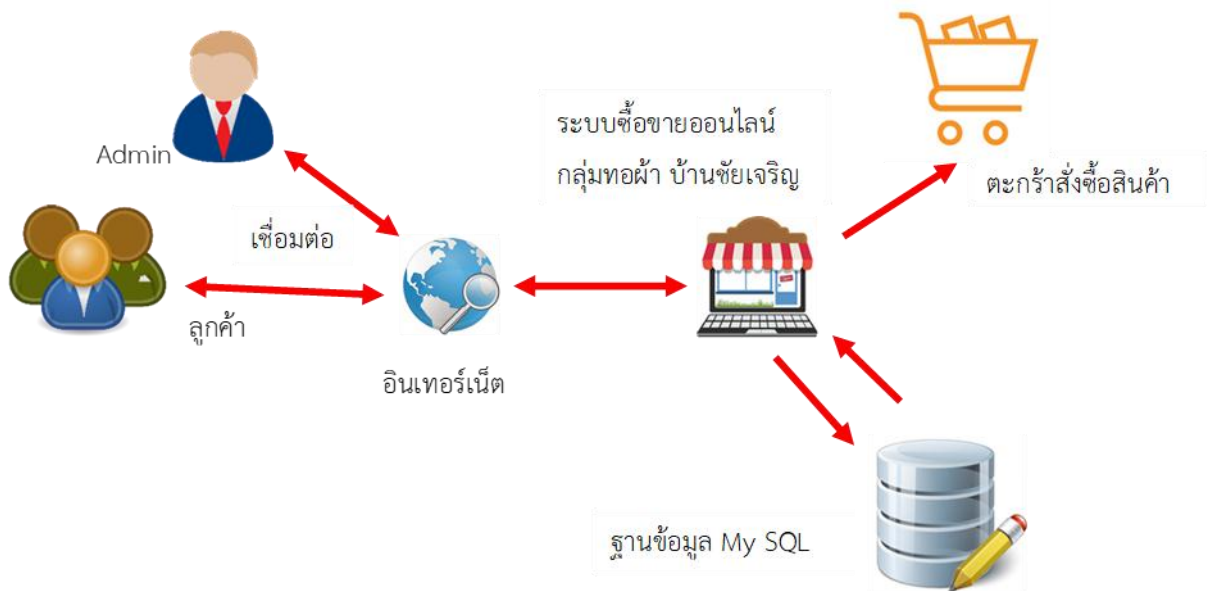 Admin
ระบบซื้อขายออนไลน์
กลุ่มทอผ้า บ้านชัยเจริญ
ตะกร้าสั่งซื้อสินค้า
เชื่อมต่อ
ลูกค้า
อินเทอร์เน็ต
ฐานข้อมูล My SQL